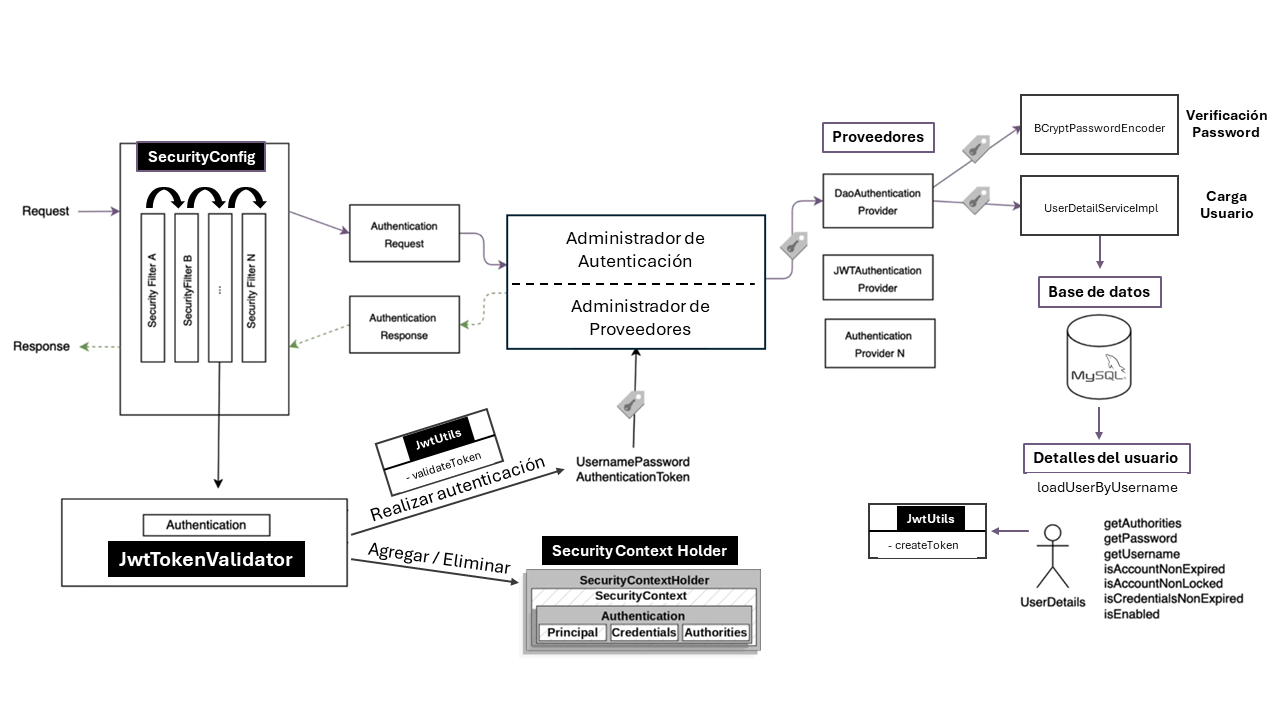 SecurityConfig
Request
Response
Security Filter A
SecurityFilter B
...
Security Filter N
Authentication
Request
Authentication
Response
Administrador de
Autenticación
Administrador de
Proveedores
Proveedores
DaoAuthentication
Provider
JWTAuthentication
Provider
Authentication
Provider N
BCryptPasswordEncoder
Verificación
Password
UserDetailServiceImpl
Carga
Usuario
Base de datos
MySQL
Detalles del usuario
loadUserByUsername
JwtUtils
- createToken
UserDetails
getAuthorities
getPassword
getUsername
isAccountNonExpired
isAccountNonLocked
isCredentialsNonExpired
isEnabled
JwtUtils
- validateToken
Realizar autenticación
UsernamePassword
AuthenticationToken
Authentication
JwtTokenValidator
Agregar / Eliminar
Security Context Holder
SecurityContextHolder
SecurityContext
Authentication
Principal
Credentials
Authorities